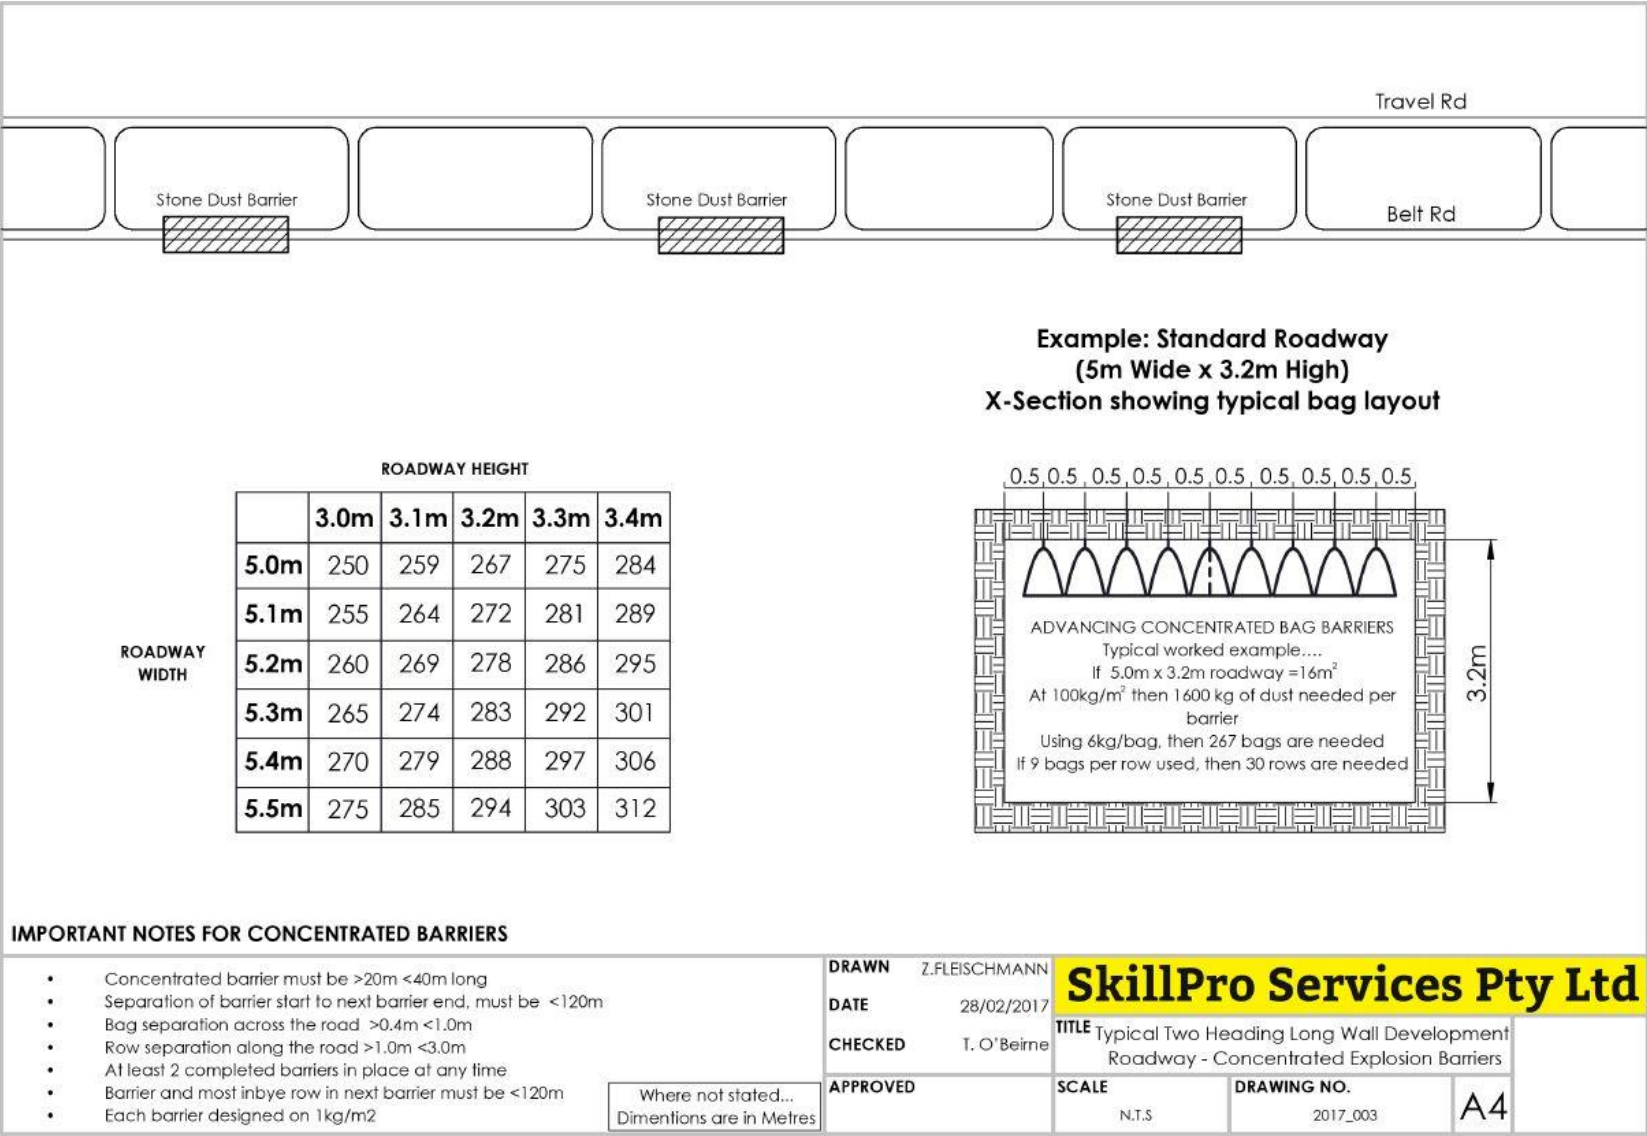 Travel Rd
Stone Dust Barrier
Stone Dust Barrier
Stone Dust Barrier
Belt Rd
Example: Standard Roadway
(5m Wide x 3.2m High)
X-Section showing typical bag layout
ROADWAY HEIGHT
3.0m 3.1m 3.2m 3.3m 3.4m
5.0m 250 259 267 275 284
5.1m 255 264 272 281 289
5.2m 260 269 278 286 295
5.3m 265 274 283 292 301
5.4m 270 279 288 297 306
5.5m 275 285 294 303 312
ROADWAY
WIDTH
0.5 0.5 0.5 0.5 0.5 0.5 0.5 0.5 0.5 0.5
ADVANCING CONCENTRATED BAG BARRIERS
Typical worked example....
If 5.0m x 3.2m roadway =16m²
At 100kg/m² then 1600 kg of dust needed per
barrier
Using 6kg/bag, then 267 bags are needed
If 9 bags per row used, then 30 rows are needed
3.2m
IMPORTANT NOTES FOR CONCENTRATED BARRIERS
• Concentrated barrier must be >20m <40m long
• Separation of barrier start to next barrier end, must be <120m
• Bag separation across the road >0.4m <1.0m
• Row separation along the road >1.0m <3.0m
• At least 2 completed barriers in place at any time
• Barrier and most inbye row in next barrier must be <120m
• Each barrier designed on 1kg/m2
Where not stated...
Dimentions are in Metres
DRAWN Z.FLEISCHMANN
DATE 28/02/2017
CHECKED T. O'Beirne
APPROVED
SkillPro Services Pty Ltd
TITLE Typical Two Heading Long Wall Development
Roadway - Concentrated Explosion Barriers
SCALE
N.T.S
DRAWING NO.
2017_003
A4